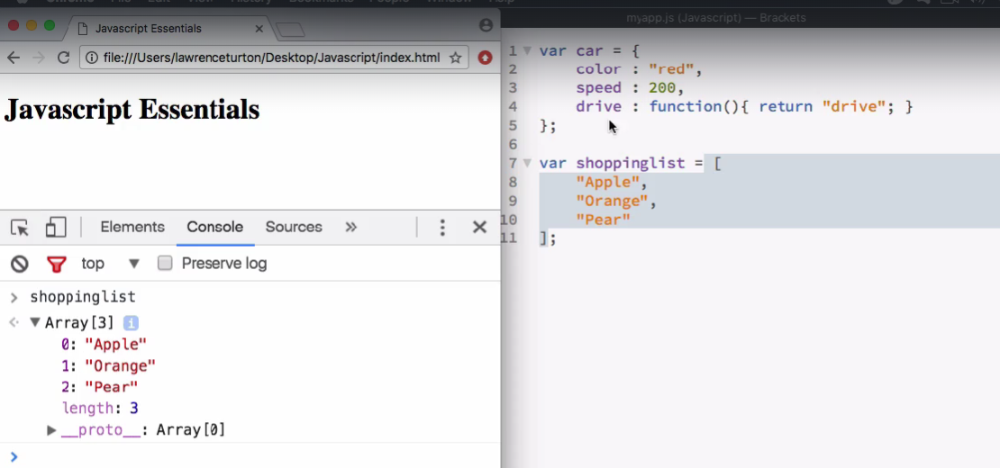 myapp.js (Javascript) — Brackets
Javascript Essentials
file:///Users/lawrenceturton/Desktop/Javascript/index.html
Javascript Essentials
Elements Console Sources »
top Preserve log
> shoppinglist
Array[3] i
0: "Apple"
1: "Orange"
2: "Pear"
length: 3
__proto__: Array[0]
>
1 var car = {
2 color : "red",
3 speed : 200,
4 drive : function(){ return "drive"; }
5 };
6
7 var shoppinglist = [
8 "Apple",
9 "Orange",
10 "Pear"
11 ];